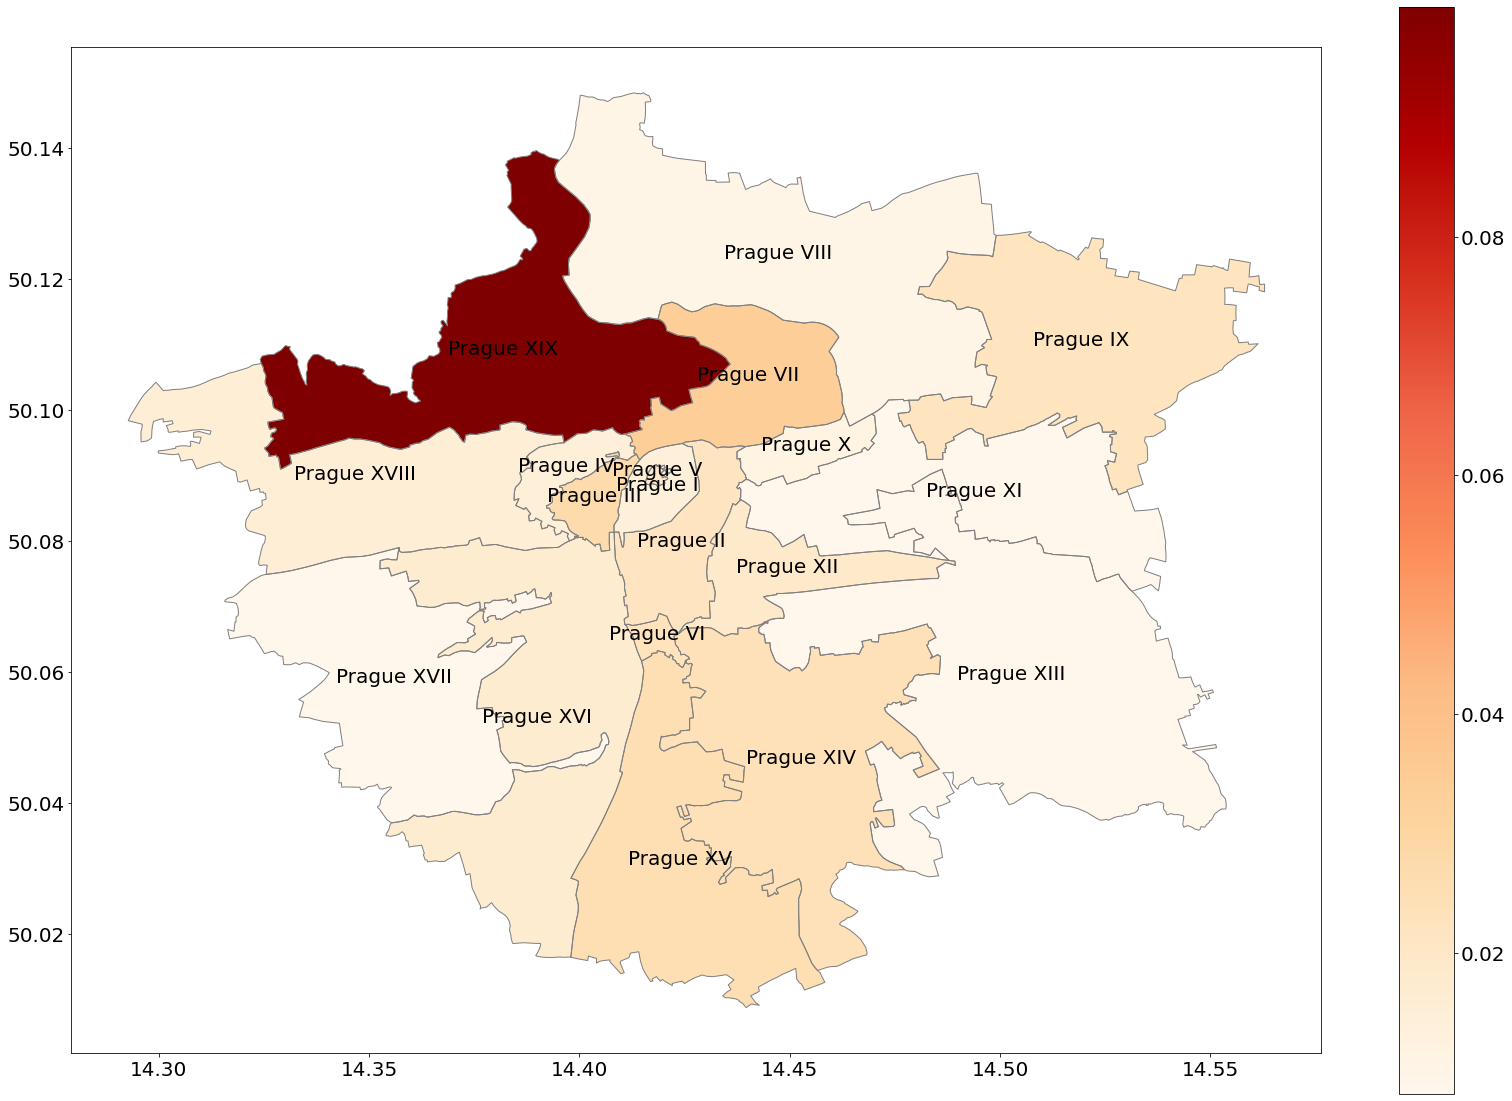 50.14
50.12
50.10
50.08
50.06
50.04
50.02
14.30
14.35
14.40
14.45
14.50
14.55
Prague VIII
Prague IX
Prague XIX
Prague VII
Prague X
Prague XVIII
Prague IV
Prague V
Prague I
Prague III
Prague XI
Prague II
Prague XII
Prague VI
Prague XVII
Prague XIII
Prague XVI
Prague XIV
Prague XV
0.08
0.06
0.04
0.02